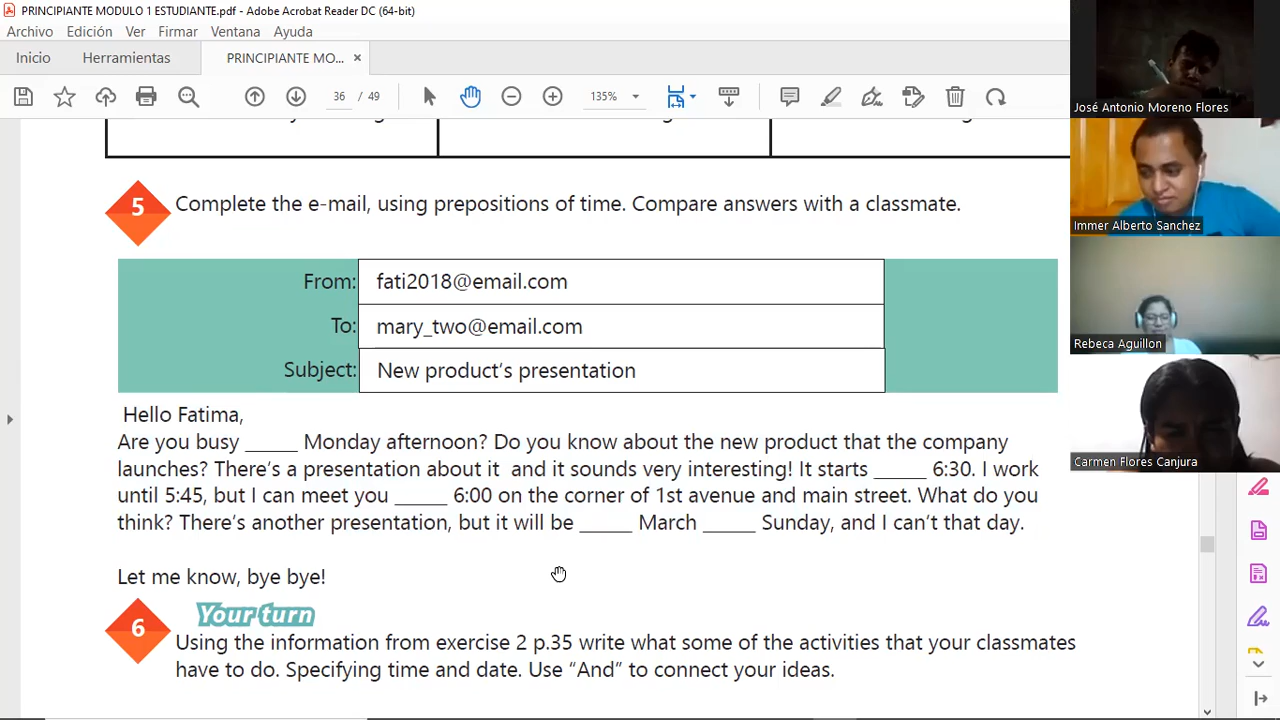 PRINCIPIANTE MODULO 1 ESTUDIANTE.pdf - Adobe Acrobat Reader DC (64-bit)
Archivo Edición Ver Firmar Ventana Ayuda
Inicio Herramientas PRINCIPIANTE MO... ×
36 / 49 135%
5 Complete the e-mail, using prepositions of time. Compare answers with a classmate.
From: fati2018@email.com
To: mary_two@email.com
Subject: New product's presentation
Hello Fatima,
Are you busy _____ Monday afternoon? Do you know about the new product that the company
launches? There's a presentation about it and it sounds very interesting! It starts _____ 6:30. I work
until 5:45, but I can meet you _____ 6:00 on the corner of 1st avenue and main street. What do you
think? There's another presentation, but it will be _____ March _____ Sunday, and I can't that day.
Let me know, bye bye!
6 Your turn
Using the information from exercise 2 p.35 write what some of the activities that your classmates
have to do. Specifying time and date. Use “And” to connect your ideas.
José Antonio Moreno Flores
Immer Alberto Sanchez
Rebeca Aguillon
Carmen Flores Canjura